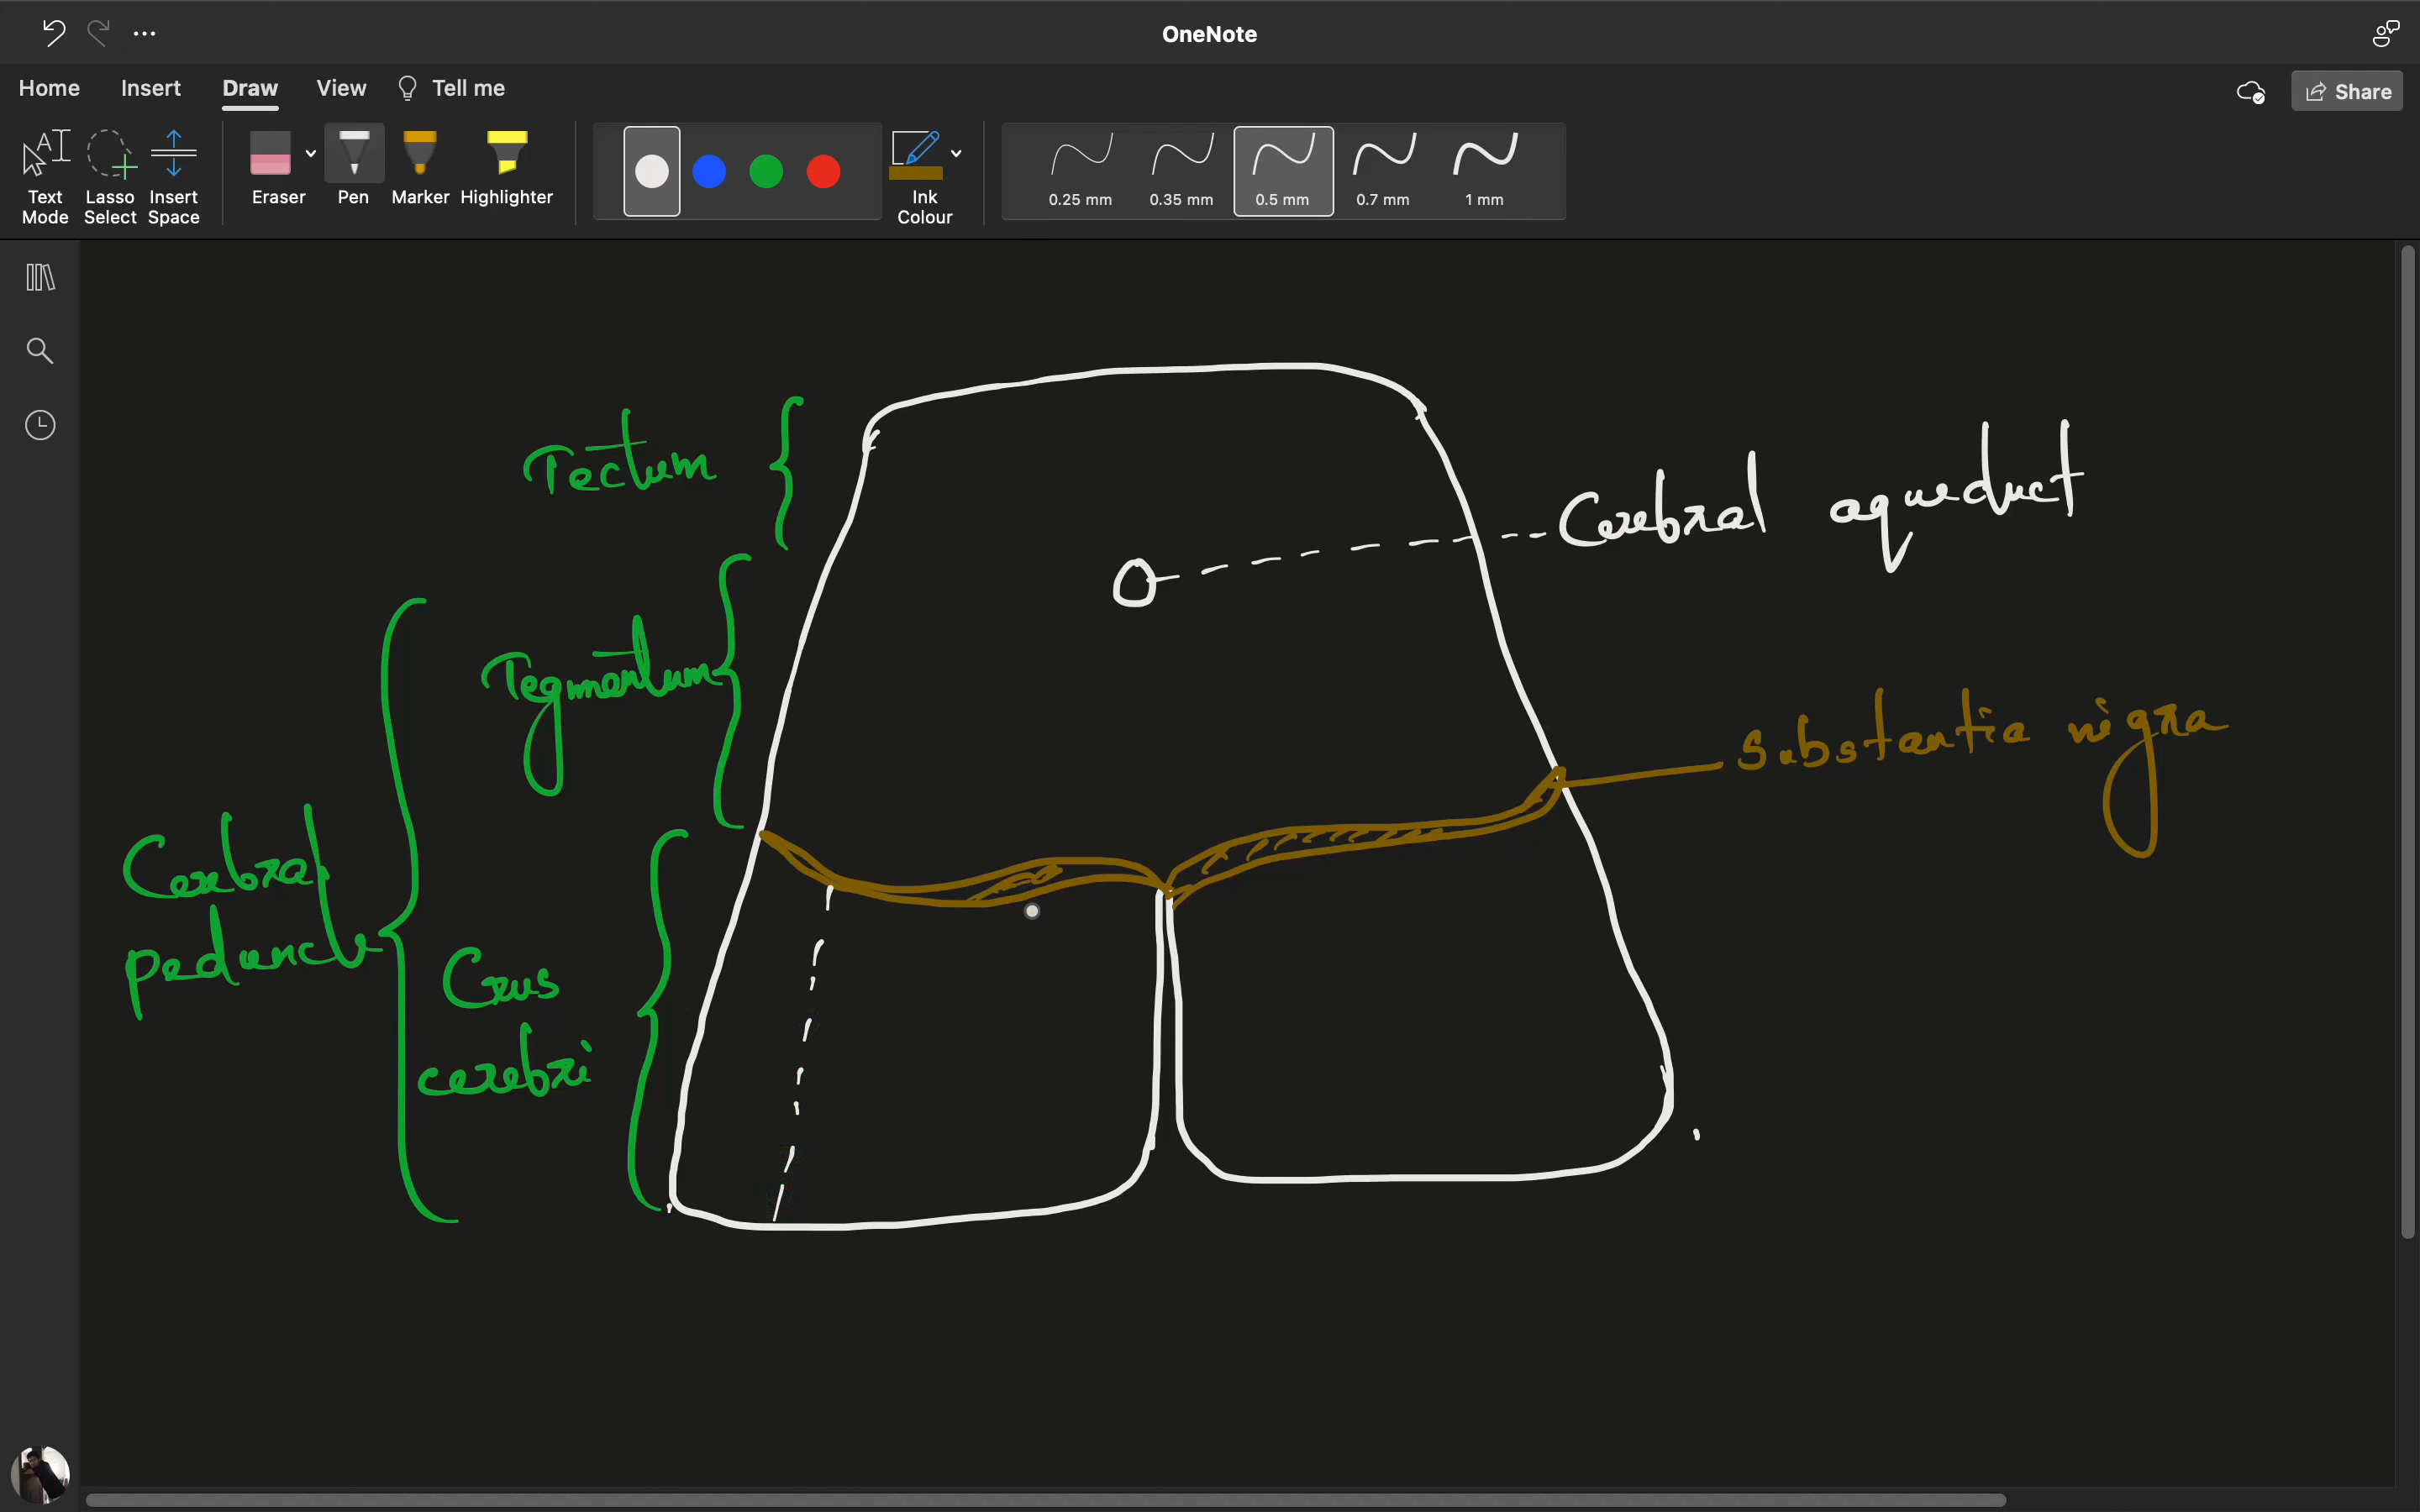 OneNote
Home Insert Draw View Tell me
Share
Text Mode
Lasso Select
Insert Space
Eraser
Pen
Marker
Highlighter
Ink Colour
0.25 mm
0.35 mm
0.5 mm
0.7 mm
1 mm
Tectum
Cerebral aqueduct
Tegmentum
Substantia nigra
Cerebral
Crus
cerebri